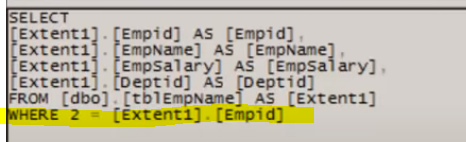 SELECT
[Extent1].[Empid] AS [Empid],
[Extent1].[EmpName] AS [EmpName],
[Extent1].[EmpSalary] AS [EmpSalary],
[Extent1].[Deptid] AS [Deptid]
FROM [dbo].[tblEmpName] AS [Extent1]
WHERE 2 = [Extent1].[Empid]